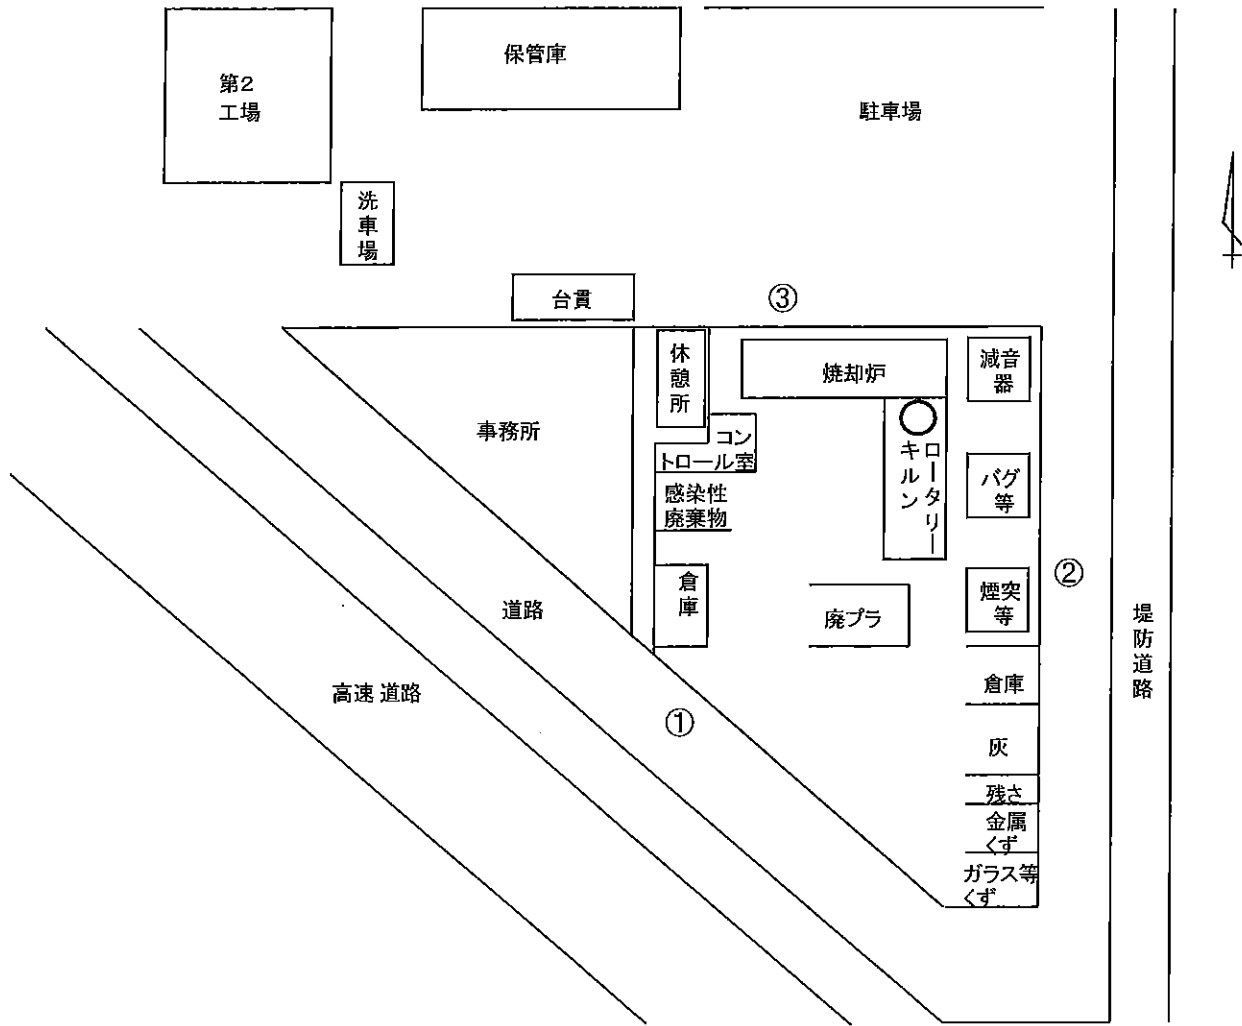 保管庫
第2
工場
駐車場
洗
車
場
台貫
③
休
憩
所
焼却炉
減音
器
事務所
コン
トロール室
ロータリー
キルン
バグ
等
感染性
廃棄物
②
倉
庫
煙突
等
道路
廃プラ
堤
防
道
路
高速 道路
倉庫
①
灰
残さ
金属
くず
ガラス等
くず